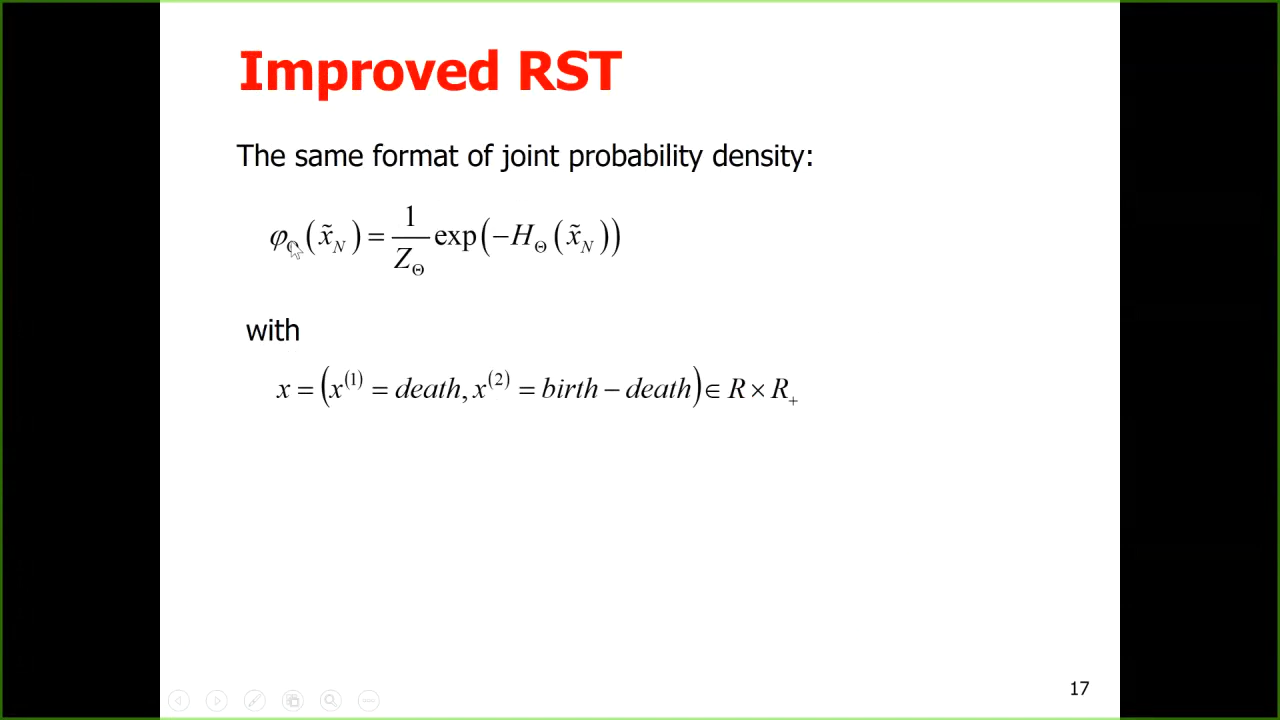 Improved RST
The same format of joint probability density:
φ_Θ(x̃_N) = 1/Z_Θ exp(−H_Θ(x̃_N))
with
x = (x^(1) = death, x^(2) = birth − death) ∈ R × R_+
17